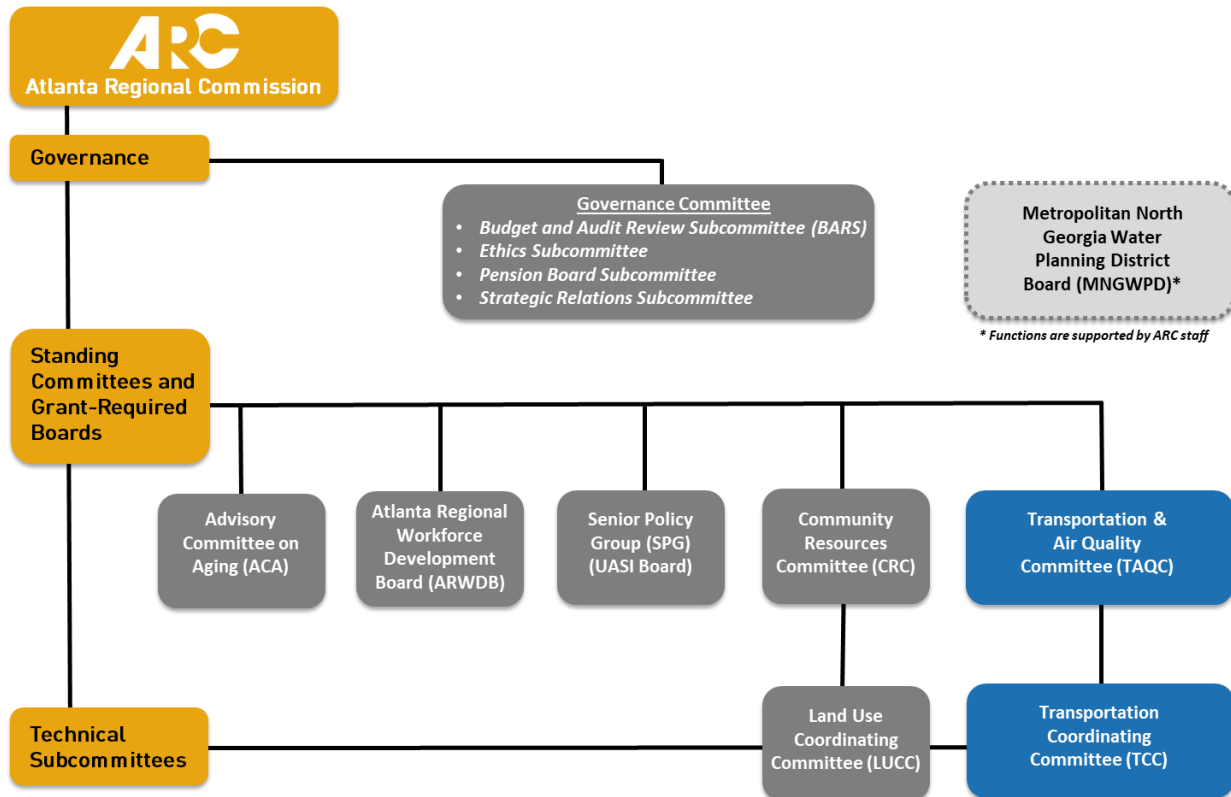 ARC
Atlanta Regional Commission
Governance
Governance Committee
• Budget and Audit Review Subcommittee (BARS)
• Ethics Subcommittee
• Pension Board Subcommittee
• Strategic Relations Subcommittee
Metropolitan North
Georgia Water
Planning District
Board (MNGWPD)*
* Functions are supported by ARC staff
Standing
Committees and
Grant-Required
Boards
Advisory
Committee on
Aging (ACA)
Atlanta Regional
Workforce
Development
Board (ARWDB)
Senior Policy
Group (SPG)
(UASI Board)
Community
Resources
Committee (CRC)
Transportation &
Air Quality
Committee (TAQC)
Technical
Subcommittees
Land Use
Coordinating
Committee (LUCC)
Transportation
Coordinating
Committee (TCC)